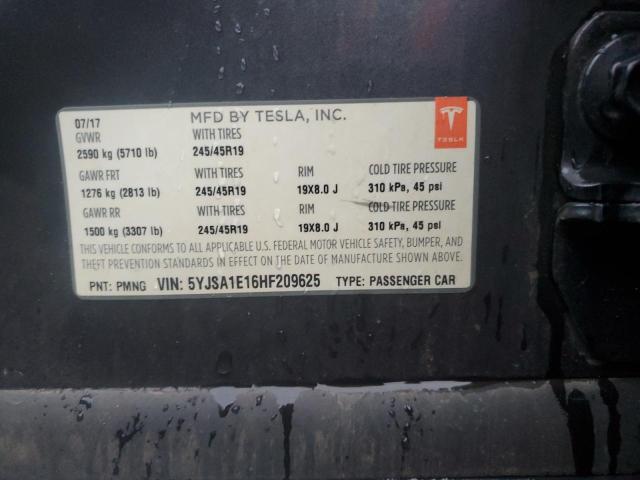 07/17 MFD BY TESLA, INC.
GVWR WITH TIRES
2590 kg (5710 lb) 245/45R19
TESLA
GAWR FRT WITH TIRES RIM COLD TIRE PRESSURE
1276 kg (2813 lb) 245/45R19 19X8.0 J 310 kPa, 45 psi
GAWR RR WITH TIRES RIM COLD TIRE PRESSURE
1500 kg (3307 lb) 245/45R19 19X8.0 J 310 kPa, 45 psi
THIS VEHICLE CONFORMS TO ALL APPLICABLE U.S. FEDERAL MOTOR VEHICLE SAFETY, BUMPER, AND
THEFT PREVENTION STANDARDS IN EFFECT ON THE DATE OF MANUFACTURE SHOWN ABOVE.
PNT: PMNG VIN: 5YJSA1E16HF209625 TYPE: PASSENGER CAR